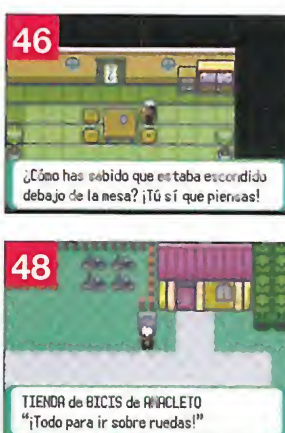 46
¿Cómo has sabido que estaba escondido
debajo de la mesa? ¡Tú sí que piensas!
48
TIENDA de BICIS de ANACLETO
"¡Todo para ir sobre ruedas!"